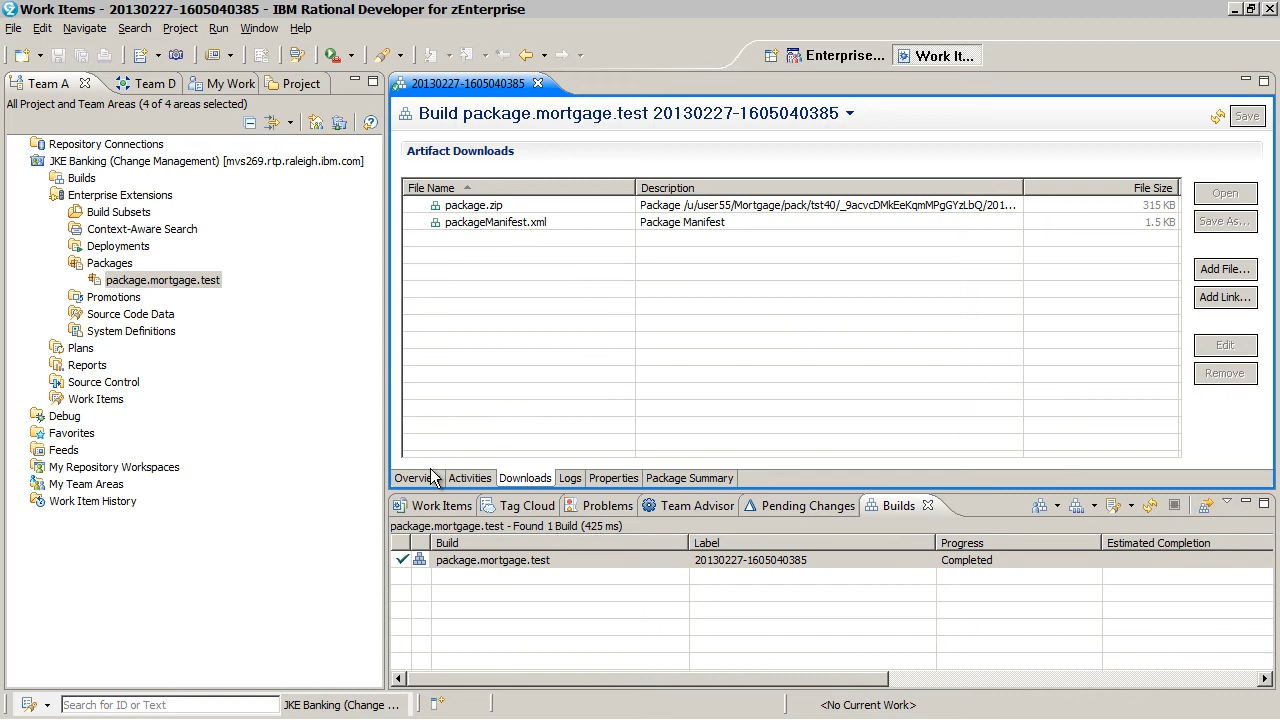 Work Items - 20130227-1605040385 - IBM Rational Developer for zEnterprise
File Edit Navigate Search Project Run Window Help
Enterprise... Work It...
Team A Team D My Work Project
20130227-1605040385
All Project and Team Areas (4 of 4 areas selected)
Build package.mortgage.test 20130227-1605040385
Save
Repository Connections
JKE Banking (Change Management) [mvs269.rtp.raleigh.ibm.com]
Builds
Enterprise Extensions
Build Subsets
Context-Aware Search
Deployments
Packages
package.mortgage.test
Promotions
Source Code Data
System Definitions
Plans
Reports
Source Control
Work Items
Debug
Favorites
Feeds
My Repository Workspaces
My Team Areas
Work Item History
Artifact Downloads
File Name Description File Size
package.zip Package /u/user55/Mortgage/pack/tst40/_9acvcDMkEeKqmMPgGYzLbQ/201... 315 KB
packageManifest.xml Package Manifest 1.5 KB
Open
Save As...
Add File...
Add Link...
Edit
Remove
Overvie Activities Downloads Logs Properties Package Summary
Work Items Tag Cloud Problems Team Advisor Pending Changes Builds
package.mortgage.test - Found 1 Build (425 ms)
Build Label Progress Estimated Completion
package.mortgage.test 20130227-1605040385 Completed
Search for ID or Text JKE Banking (Change ... <No Current Work>